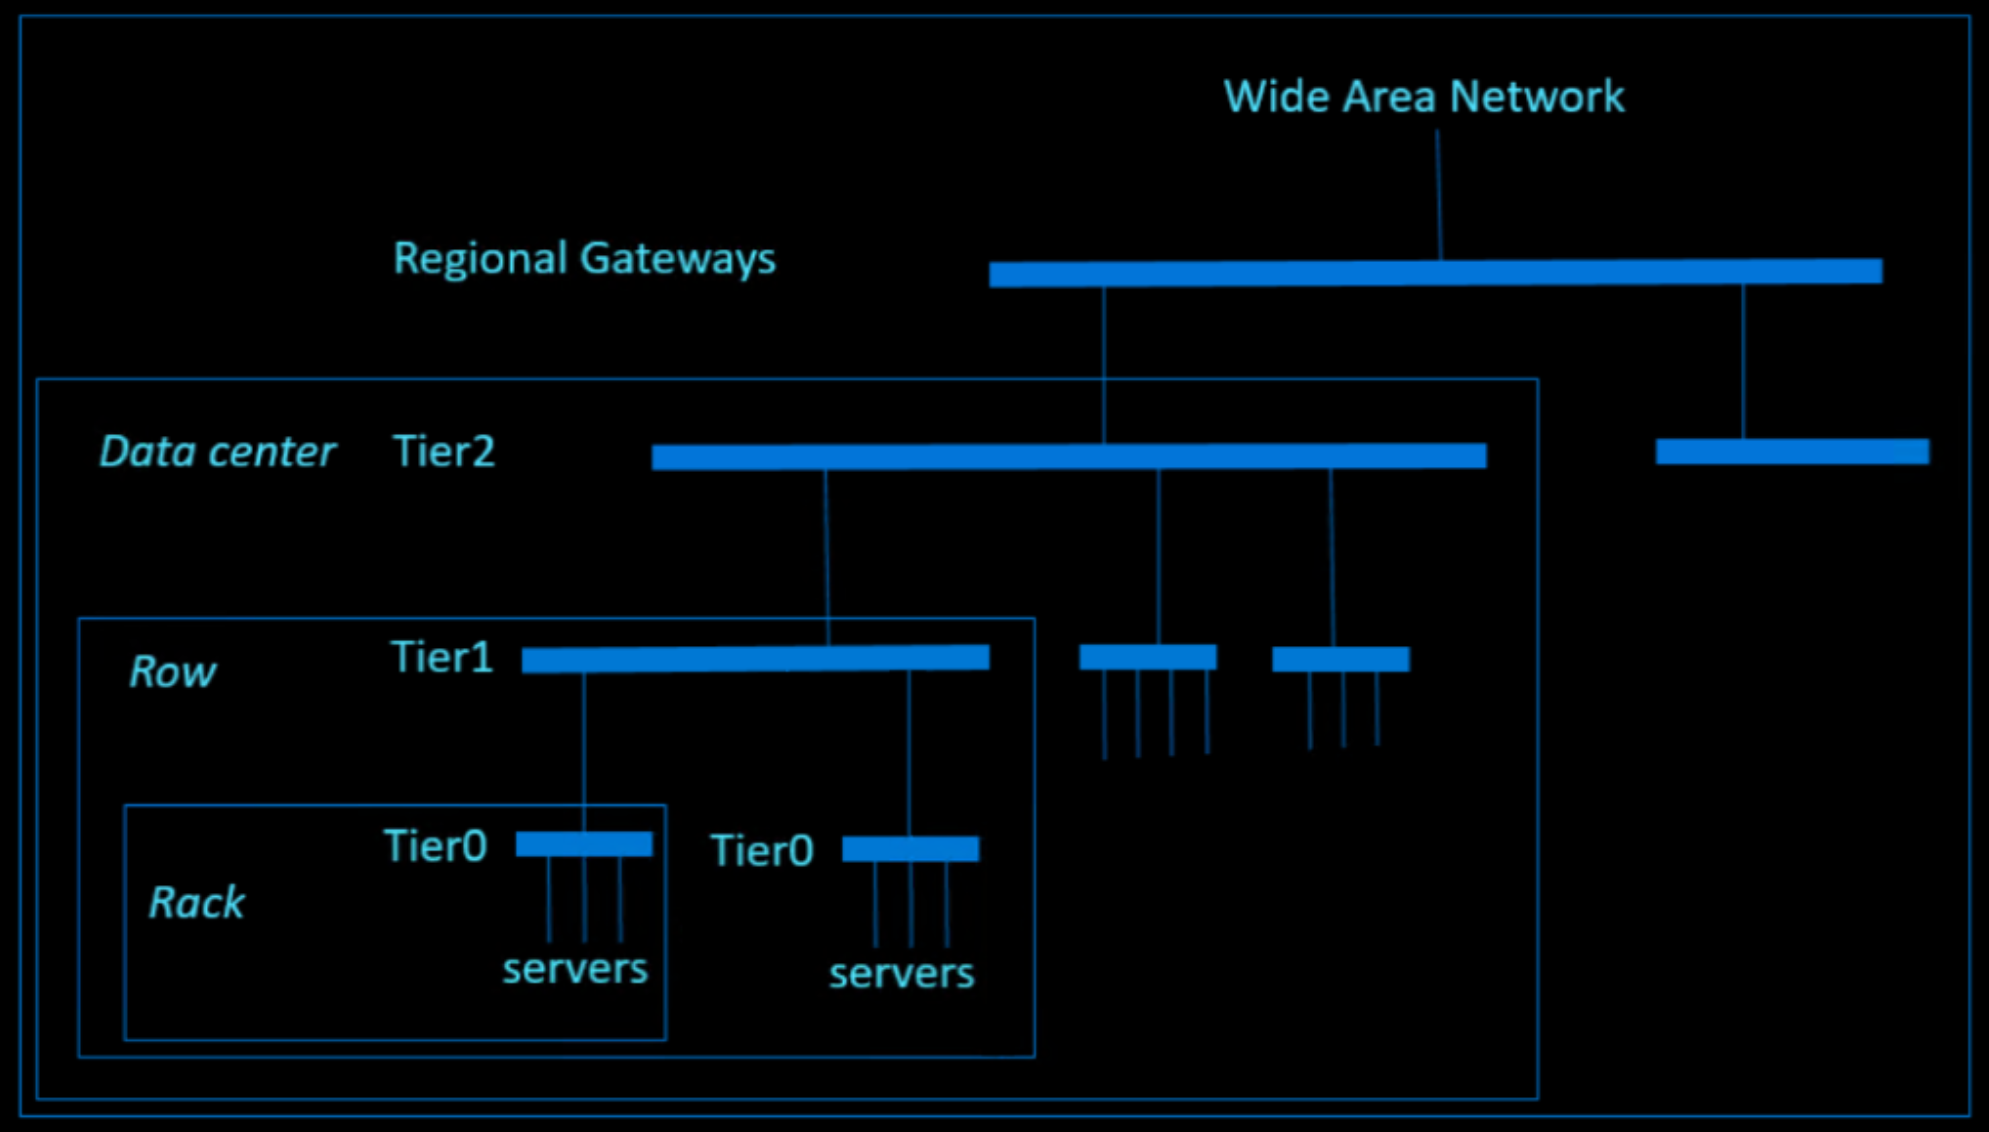 Wide Area Network
Regional Gateways
Data center Tier2
Row Tier1
Tier0 Tier0
Rack
servers servers